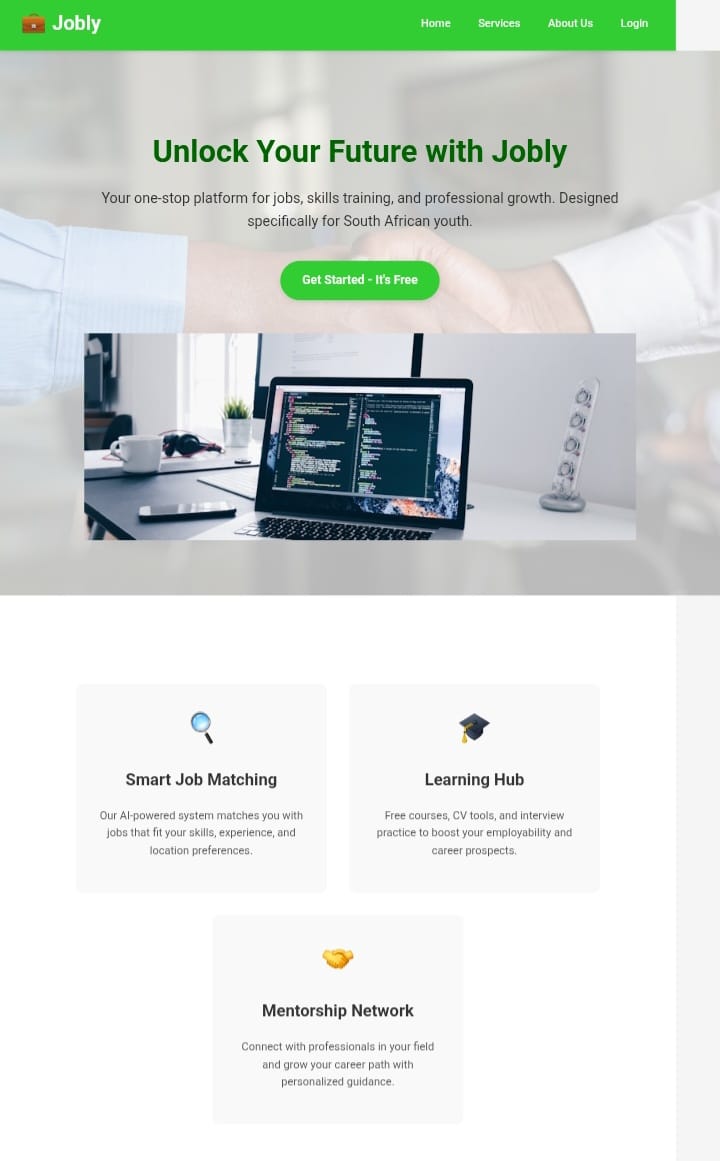 Jobly
Home Services About Us Login
Unlock Your Future with Jobly
Your one-stop platform for jobs, skills training, and professional growth. Designed
specifically for South African youth.
Get Started - It's Free
Smart Job Matching
Our AI-powered system matches you with
jobs that fit your skills, experience, and
location preferences.
Learning Hub
Free courses, CV tools, and interview
practice to boost your employability and
career prospects.
Mentorship Network
Connect with professionals in your field
and grow your career path with
personalized guidance.